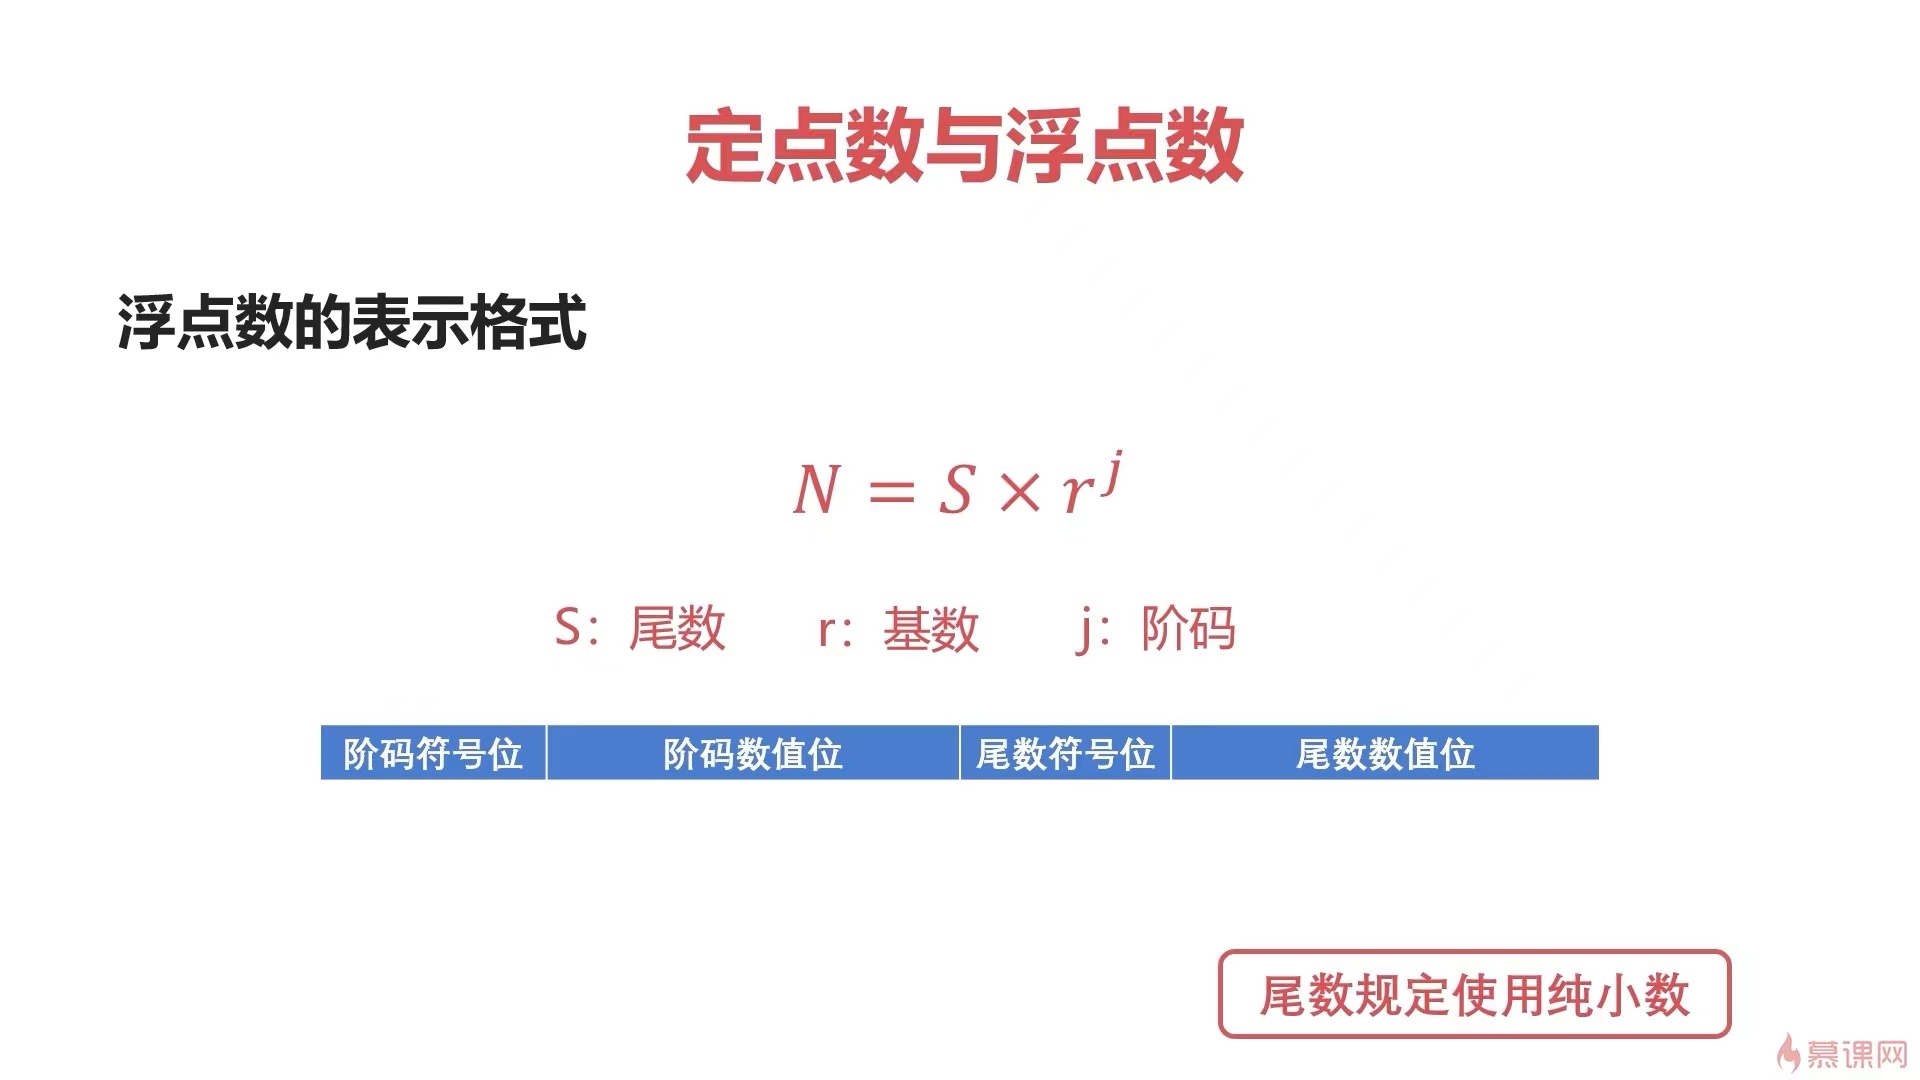 定点数与浮点数
浮点数的表示格式
N = S × r^j
S：尾数 r：基数 j：阶码
阶码符号位 阶码数值位 尾数符号位 尾数数值位
尾数规定使用纯小数
慕课网